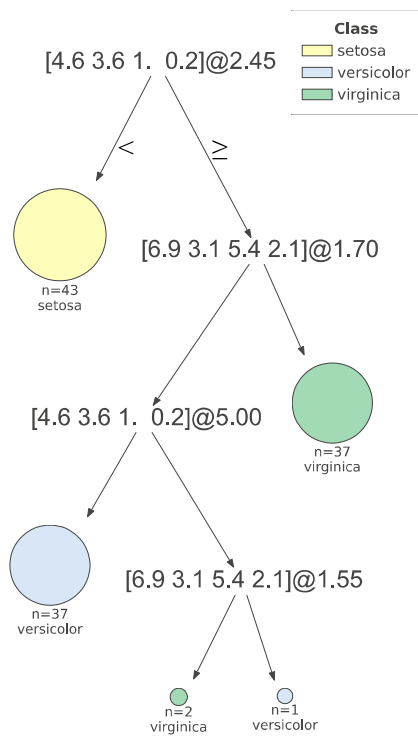 Class
setosa
versicolor
virginica
[4.6 3.6 1.  0.2]@2.45
<
≥
n=43
setosa
[6.9 3.1 5.4 2.1]@1.70
[4.6 3.6 1.  0.2]@5.00
n=37
virginica
n=37
versicolor
[6.9 3.1 5.4 2.1]@1.55
n=2
virginica
n=1
versicolor